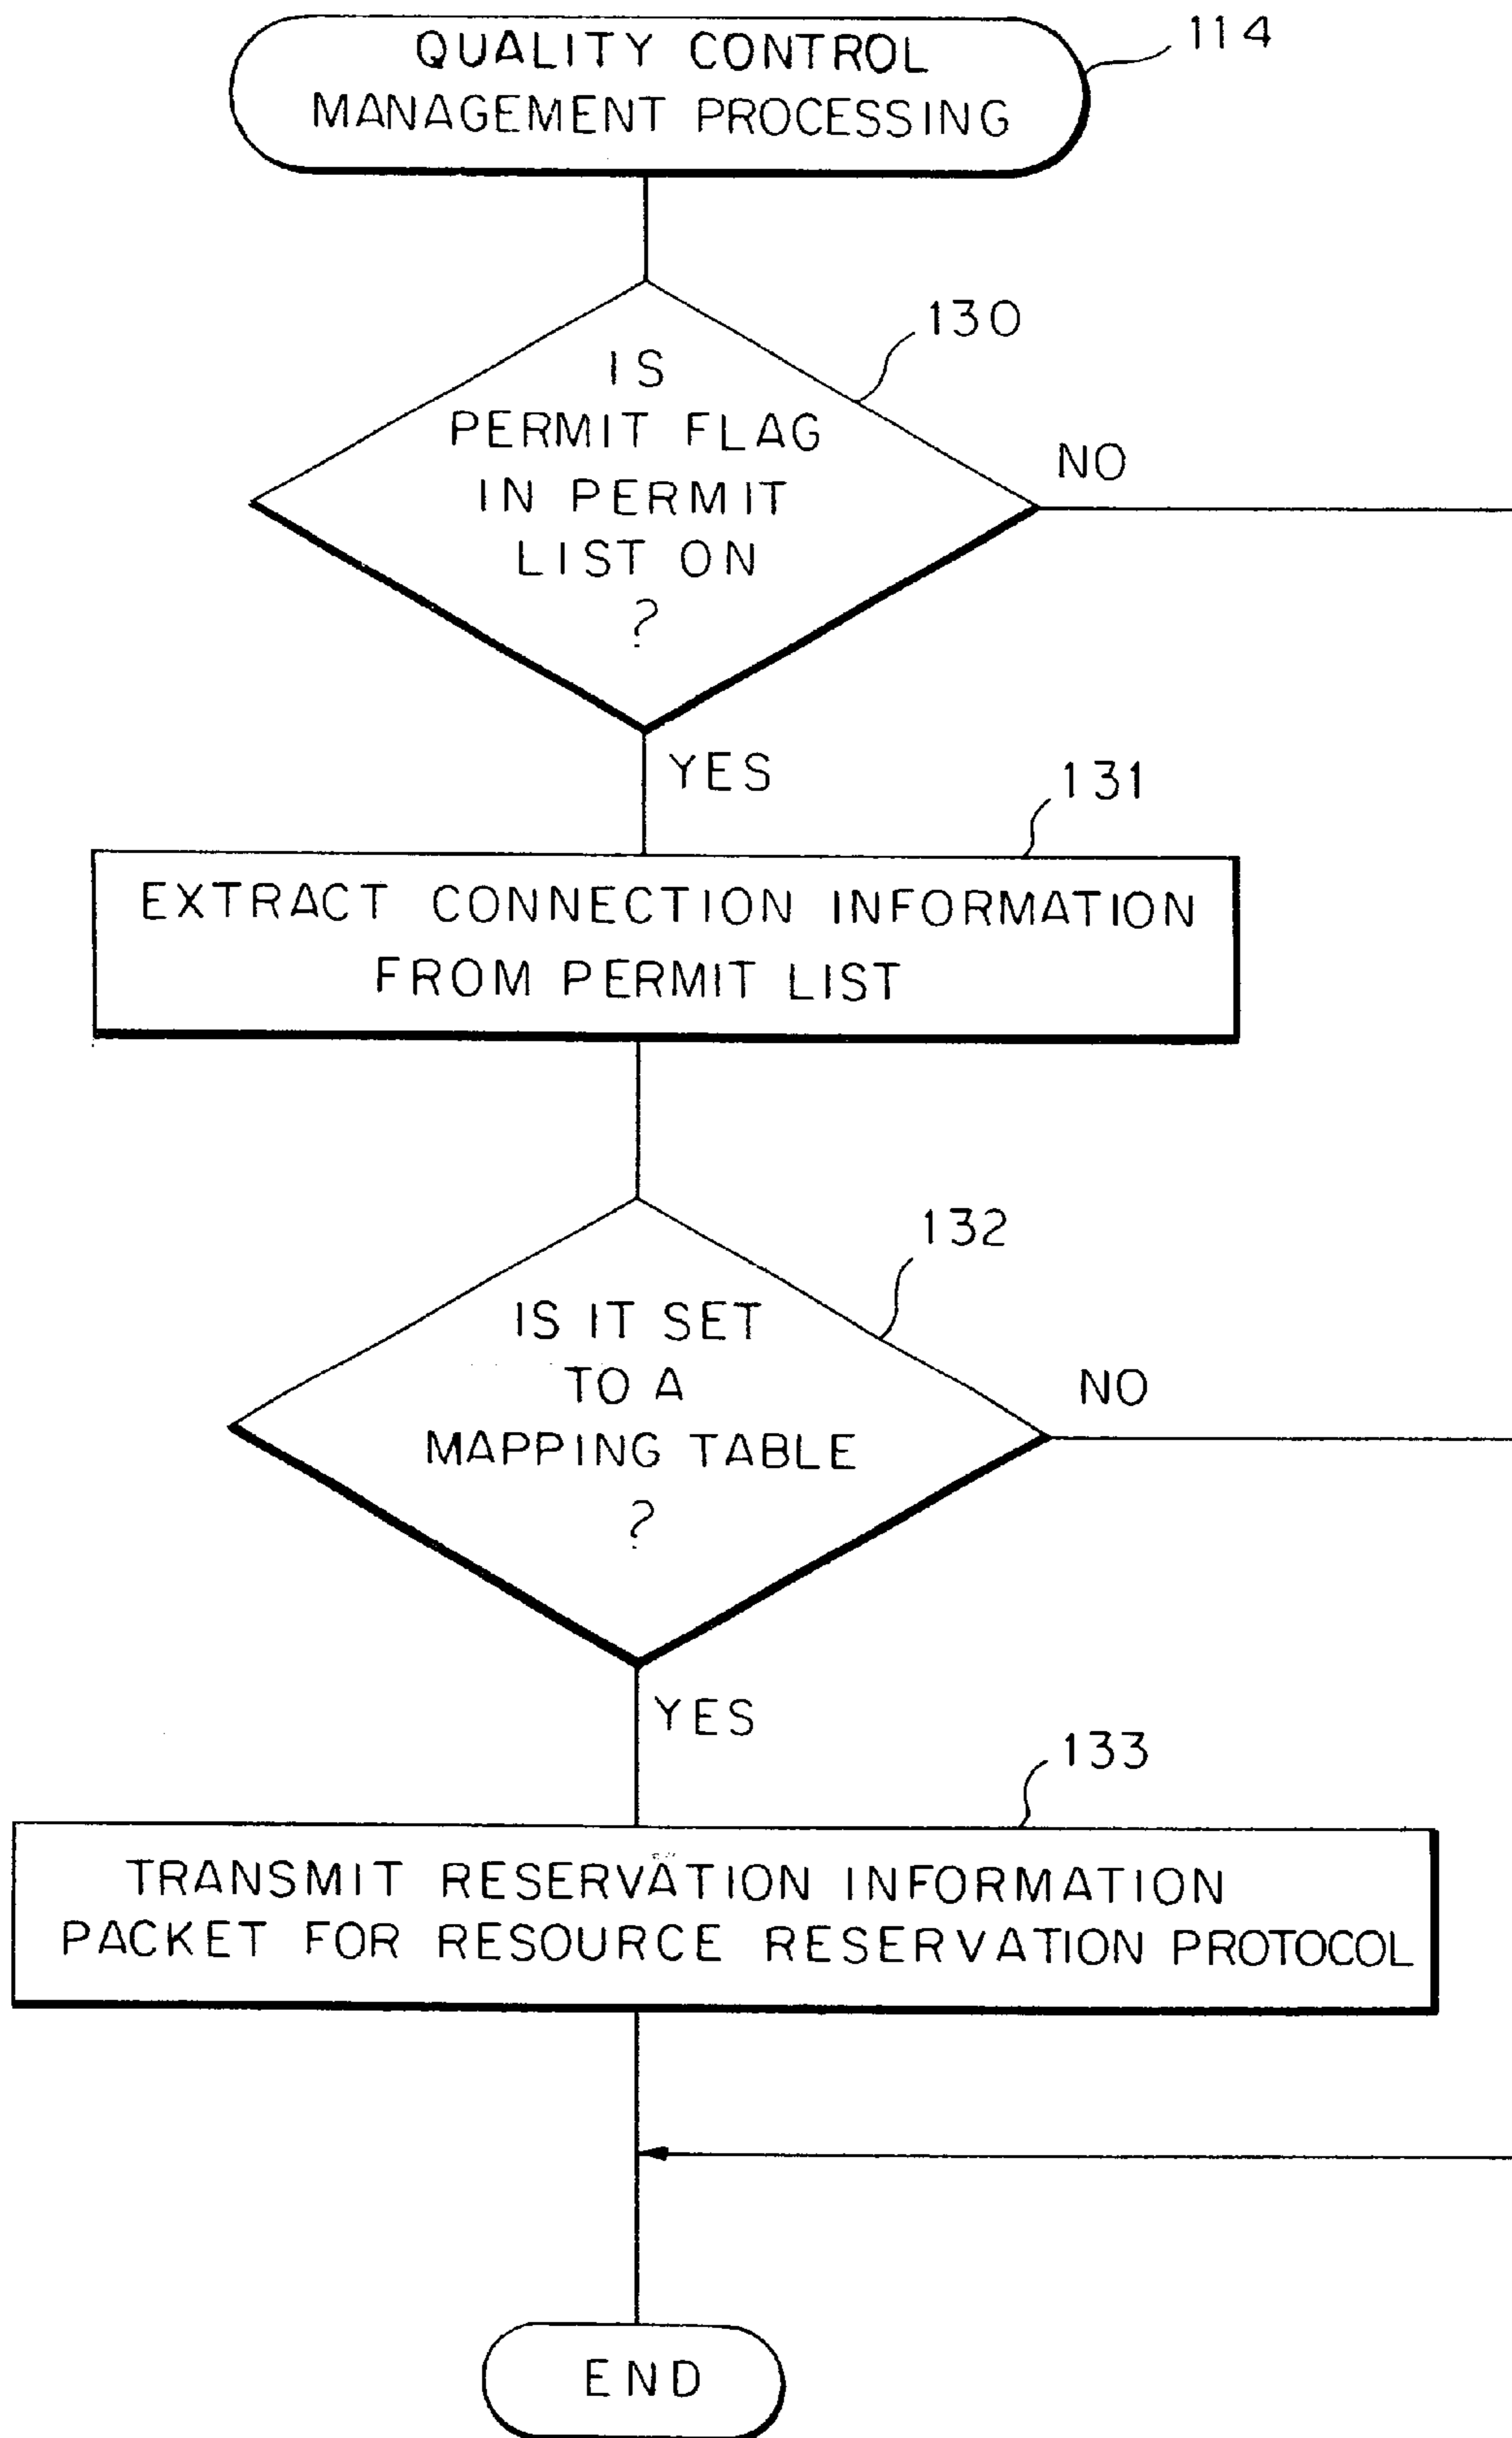 QUALITY CONTROL
MANAGEMENT PROCESSING
114
130
IS
PERMIT FLAG
IN PERMIT
LIST ON
?
NO
YES
131
EXTRACT CONNECTION INFORMATION
FROM PERMIT LIST
132
IS IT SET
TO A
MAPPING TABLE
?
NO
YES
133
TRANSMIT RESERVATION INFORMATION
PACKET FOR RESOURCE RESERVATION PROTOCOL
END